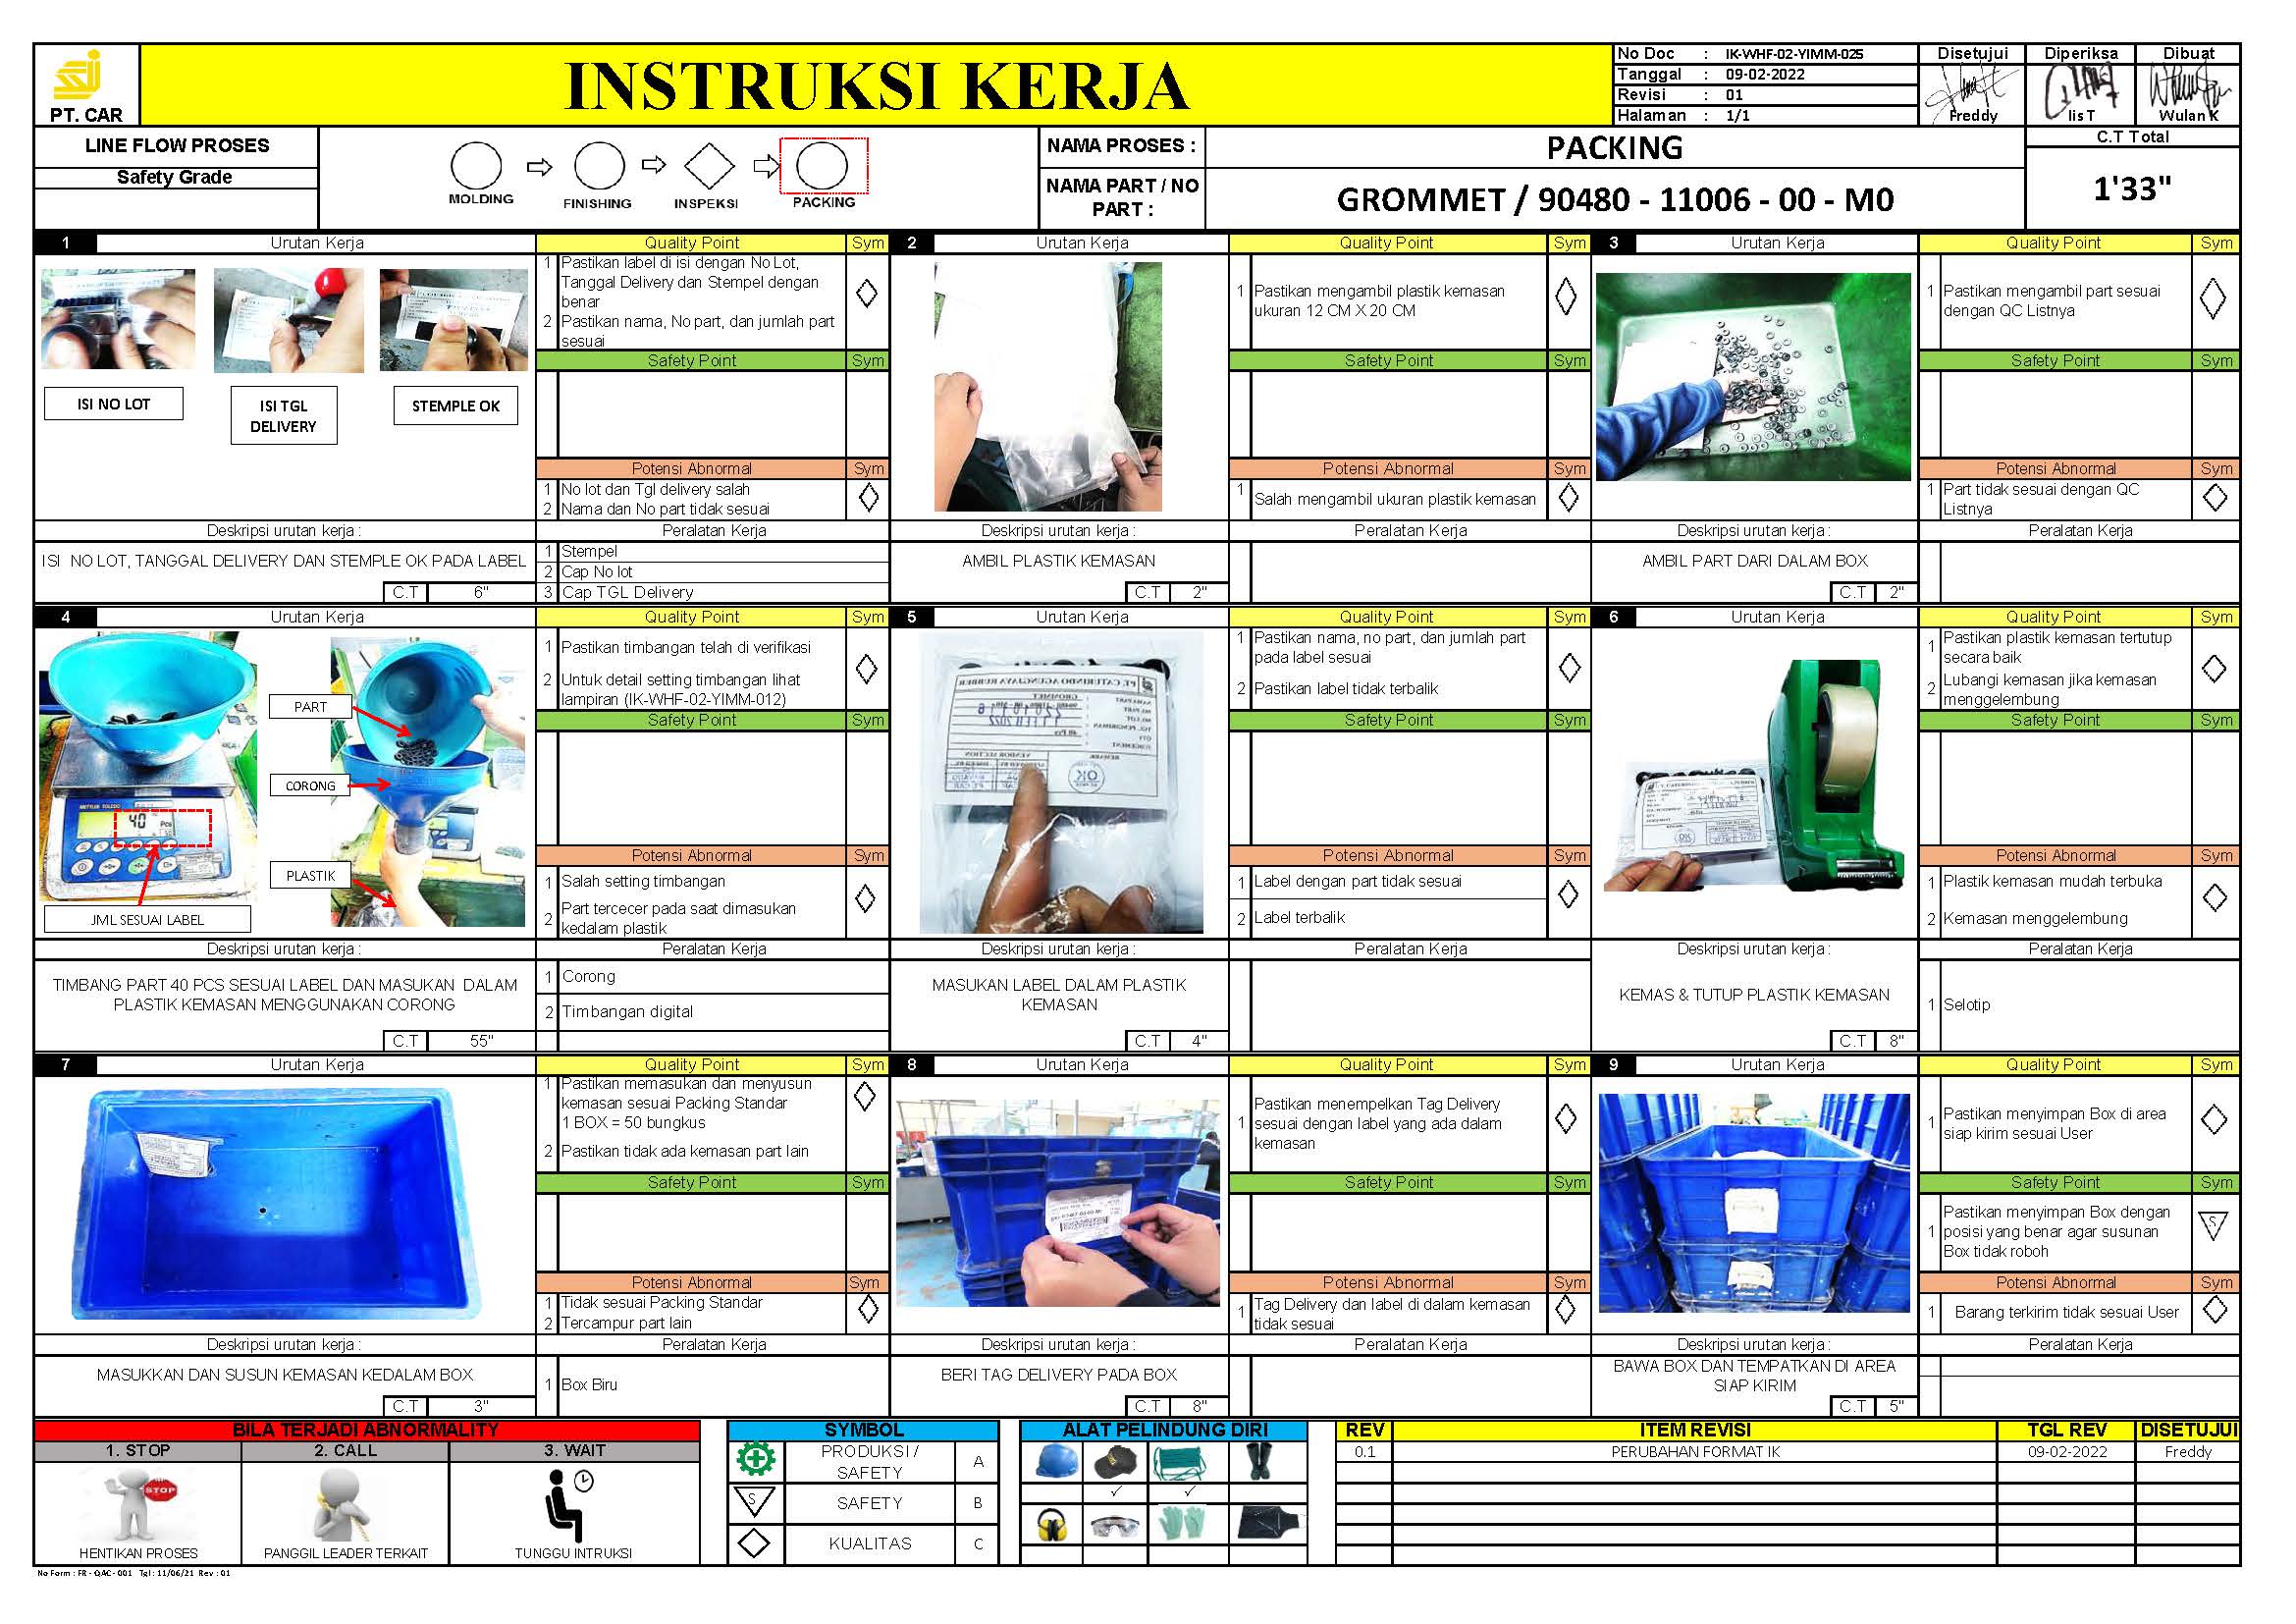 PT. CAR
INSTRUKSI KERJA
No Doc : IK-WHF-02-YIMM-025
Tanggal : 09-02-2022
Revisi : 01
Halaman : 1/1
Disetujui Diperiksa Dibuat
Freddy Iis T Wulan K
LINE FLOW PROSES
Safety Grade
MOLDING FINISHING INSPEKSI PACKING
NAMA PROSES : PACKING
NAMA PART / NO PART : GROMMET / 90480 - 11006 - 00 - M0
C.T Total
1'33"
1 Urutan Kerja
ISI NO LOT
ISI TGL DELIVERY
STEMPLE OK
Quality Point Sym
1 Pastikan label di isi dengan No Lot,
Tanggal Delivery dan Stempel dengan
benar
2 Pastikan nama, No part, dan jumlah part
sesuai
Safety Point Sym
Potensi Abnormal Sym
1 No lot dan Tgl delivery salah
2 Nama dan No part tidak sesuai
Deskripsi urutan kerja :
ISI NO LOT, TANGGAL DELIVERY DAN STEMPLE OK PADA LABEL
C.T 6"
Peralatan Kerja
1 Stempel
2 Cap No lot
3 Cap TGL Delivery
2 Urutan Kerja
Quality Point Sym
1 Pastikan mengambil plastik kemasan
ukuran 12 CM X 20 CM
Safety Point Sym
Potensi Abnormal Sym
1 Salah mengambil ukuran plastik kemasan
Deskripsi urutan kerja :
AMBIL PLASTIK KEMASAN
C.T 2"
Peralatan Kerja
3 Urutan Kerja
Quality Point Sym
1 Pastikan mengambil part sesuai
dengan QC Listnya
Safety Point Sym
Potensi Abnormal Sym
1 Part tidak sesuai dengan QC
Listnya
Deskripsi urutan kerja :
AMBIL PART DARI DALAM BOX
C.T 2"
Peralatan Kerja
4 Urutan Kerja
PART
CORONG
PLASTIK
METTLER TOLEDO
40 Pcs
JML SESUAI LABEL
Quality Point Sym
1 Pastikan timbangan telah di verifikasi
2 Untuk detail setting timbangan lihat
lampiran (IK-WHF-02-YIMM-012)
Safety Point Sym
Potensi Abnormal Sym
1 Salah setting timbangan
2 Part tercecer pada saat dimasukan
kedalam plastik
Deskripsi urutan kerja :
TIMBANG PART 40 PCS SESUAI LABEL DAN MASUKAN DALAM
PLASTIK KEMASAN MENGGUNAKAN CORONG
C.T 55"
Peralatan Kerja
1 Corong
2 Timbangan digital
5 Urutan Kerja
Quality Point Sym
1 Pastikan nama, no part, dan jumlah part
pada label sesuai
2 Pastikan label tidak terbalik
Safety Point Sym
Potensi Abnormal Sym
1 Label dengan part tidak sesuai
2 Label terbalik
Deskripsi urutan kerja :
MASUKAN LABEL DALAM PLASTIK
KEMASAN
C.T 4"
Peralatan Kerja
6 Urutan Kerja
Quality Point Sym
1 Pastikan plastik kemasan tertutup
secara baik
2 Lubangi kemasan jika kemasan
menggelembung
Safety Point Sym
Potensi Abnormal Sym
1 Plastik kemasan mudah terbuka
2 Kemasan menggelembung
Deskripsi urutan kerja :
KEMAS & TUTUP PLASTIK KEMASAN
C.T 8"
Peralatan Kerja
1 Selotip
7 Urutan Kerja
Quality Point Sym
1 Pastikan memasukan dan menyusun
kemasan sesuai Packing Standar
1 BOX = 50 bungkus
2 Pastikan tidak ada kemasan part lain
Safety Point Sym
Potensi Abnormal Sym
1 Tidak sesuai Packing Standar
2 Tercampur part lain
Deskripsi urutan kerja :
MASUKKAN DAN SUSUN KEMASAN KEDALAM BOX
C.T 3"
Peralatan Kerja
1 Box Biru
8 Urutan Kerja
Quality Point Sym
1 Pastikan menempelkan Tag Delivery
sesuai dengan label yang ada dalam
kemasan
Safety Point Sym
Potensi Abnormal Sym
1 Tag Delivery dan label di dalam kemasan
tidak sesuai
Deskripsi urutan kerja :
BERI TAG DELIVERY PADA BOX
C.T 8"
Peralatan Kerja
9 Urutan Kerja
Quality Point Sym
1 Pastikan menyimpan Box di area
siap kirim sesuai User
Safety Point Sym
1 Pastikan menyimpan Box dengan
posisi yang benar agar susunan
Box tidak roboh
S
Potensi Abnormal Sym
1 Barang terkirim tidak sesuai User
Deskripsi urutan kerja :
BAWA BOX DAN TEMPATKAN DI AREA
SIAP KIRIM
C.T 5"
Peralatan Kerja
BILA TERJADI ABNORMALITY
1. STOP 2. CALL 3. WAIT
STOP
HENTIKAN PROSES PANGGIL LEADER TERKAIT TUNGGU INTRUKSI
SYMBOL
PRODUKSI / SAFETY A
S SAFETY B
KUALITAS C
ALAT PELINDUNG DIRI
REV ITEM REVISI TGL REV DISETUJUI
0.1 PERUBAHAN FORMAT IK 09-02-2022 Freddy
No Form : FR - QAC - 001 Tgl : 11/06/21 Rev : 01